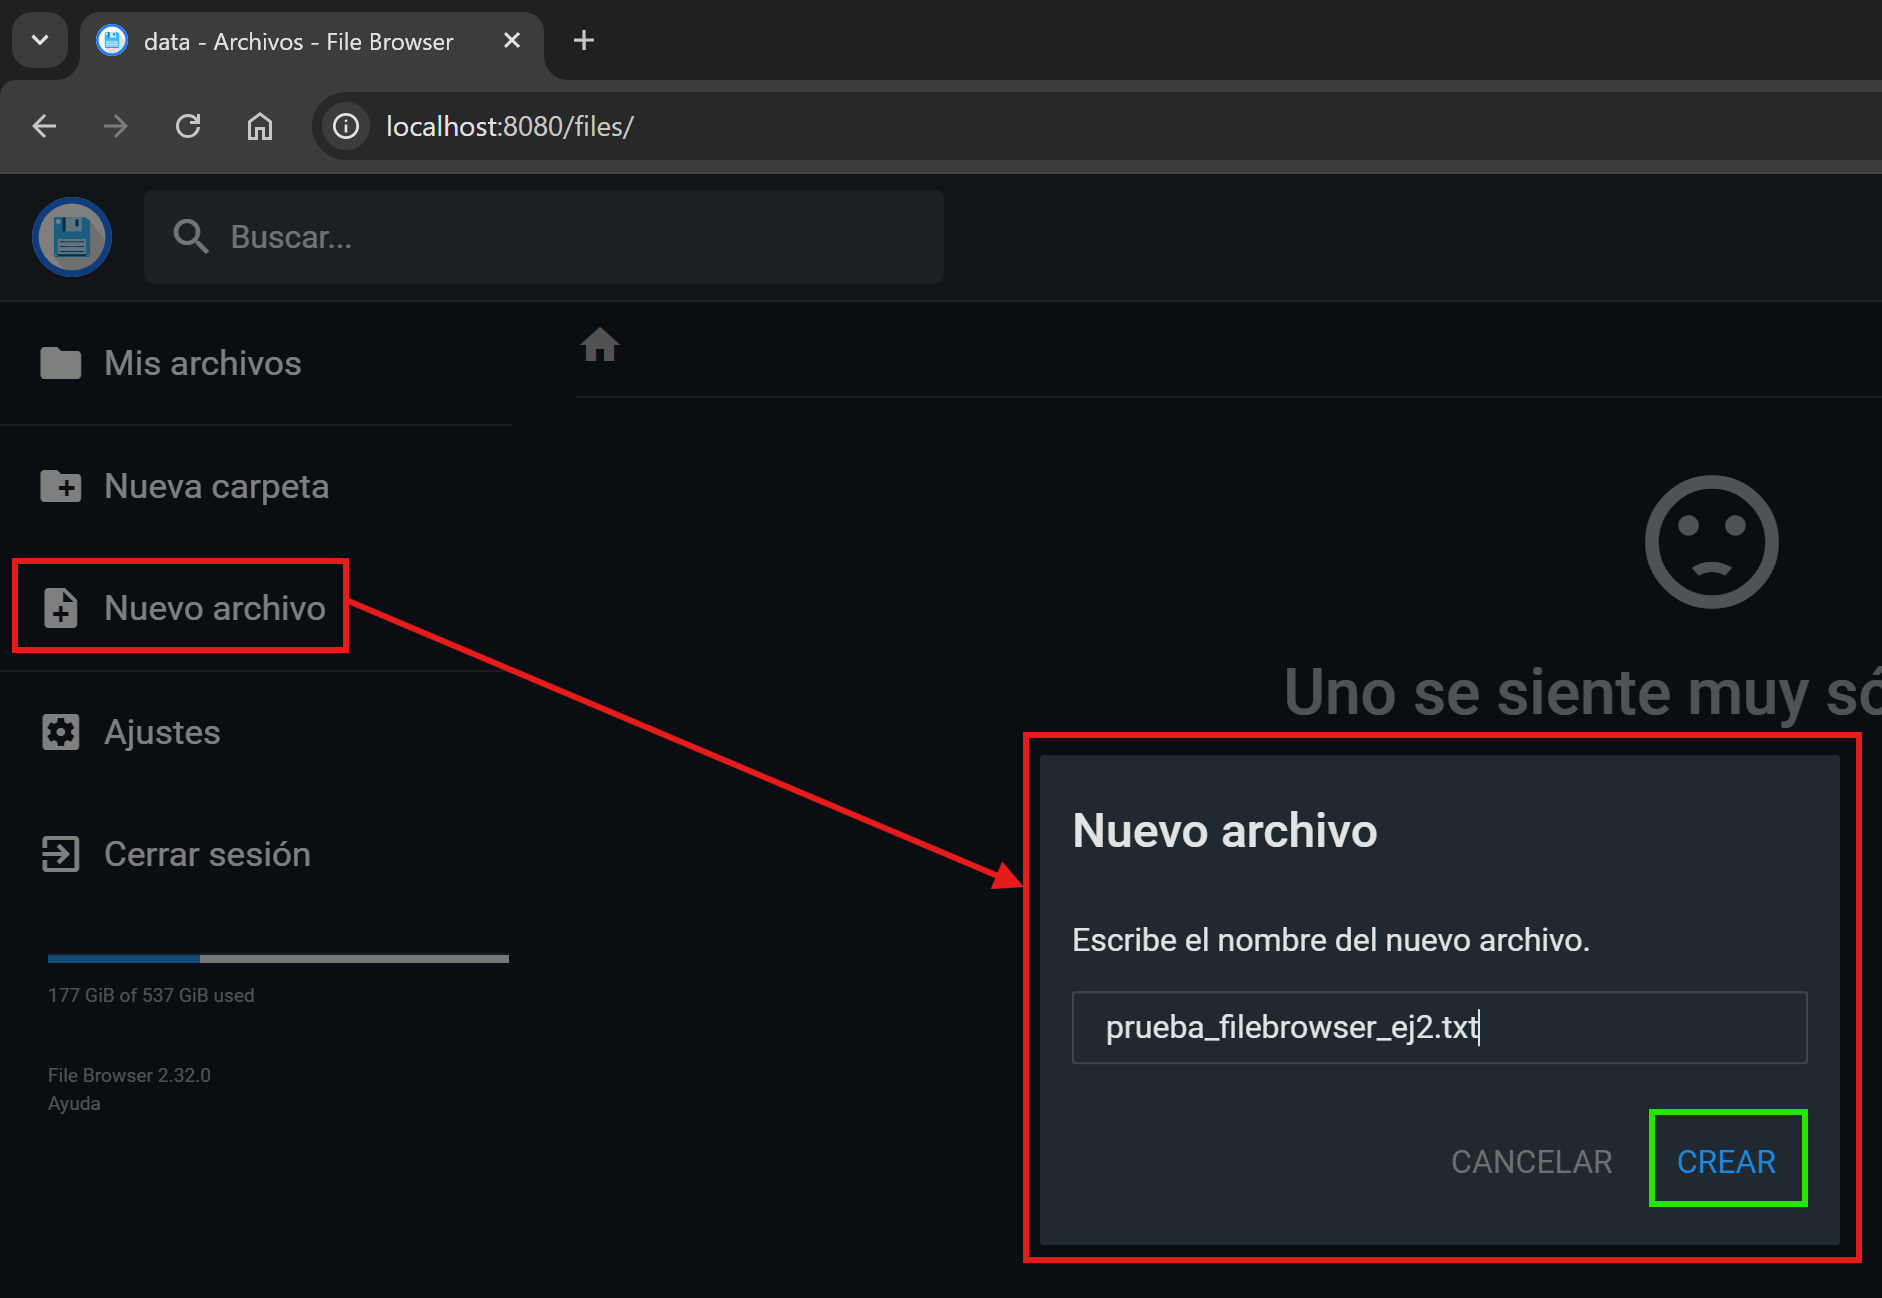 data - Archivos - File Browser
localhost:8080/files/
Buscar...
Mis archivos
Nueva carpeta
Nuevo archivo
Ajustes
Cerrar sesión
177 GiB of 537 GiB used
File Browser 2.32.0
Ayuda
Uno se siente muy só
Nuevo archivo
Escribe el nombre del nuevo archivo.
prueba_filebrowser_ej2.txt
CANCELAR CREAR